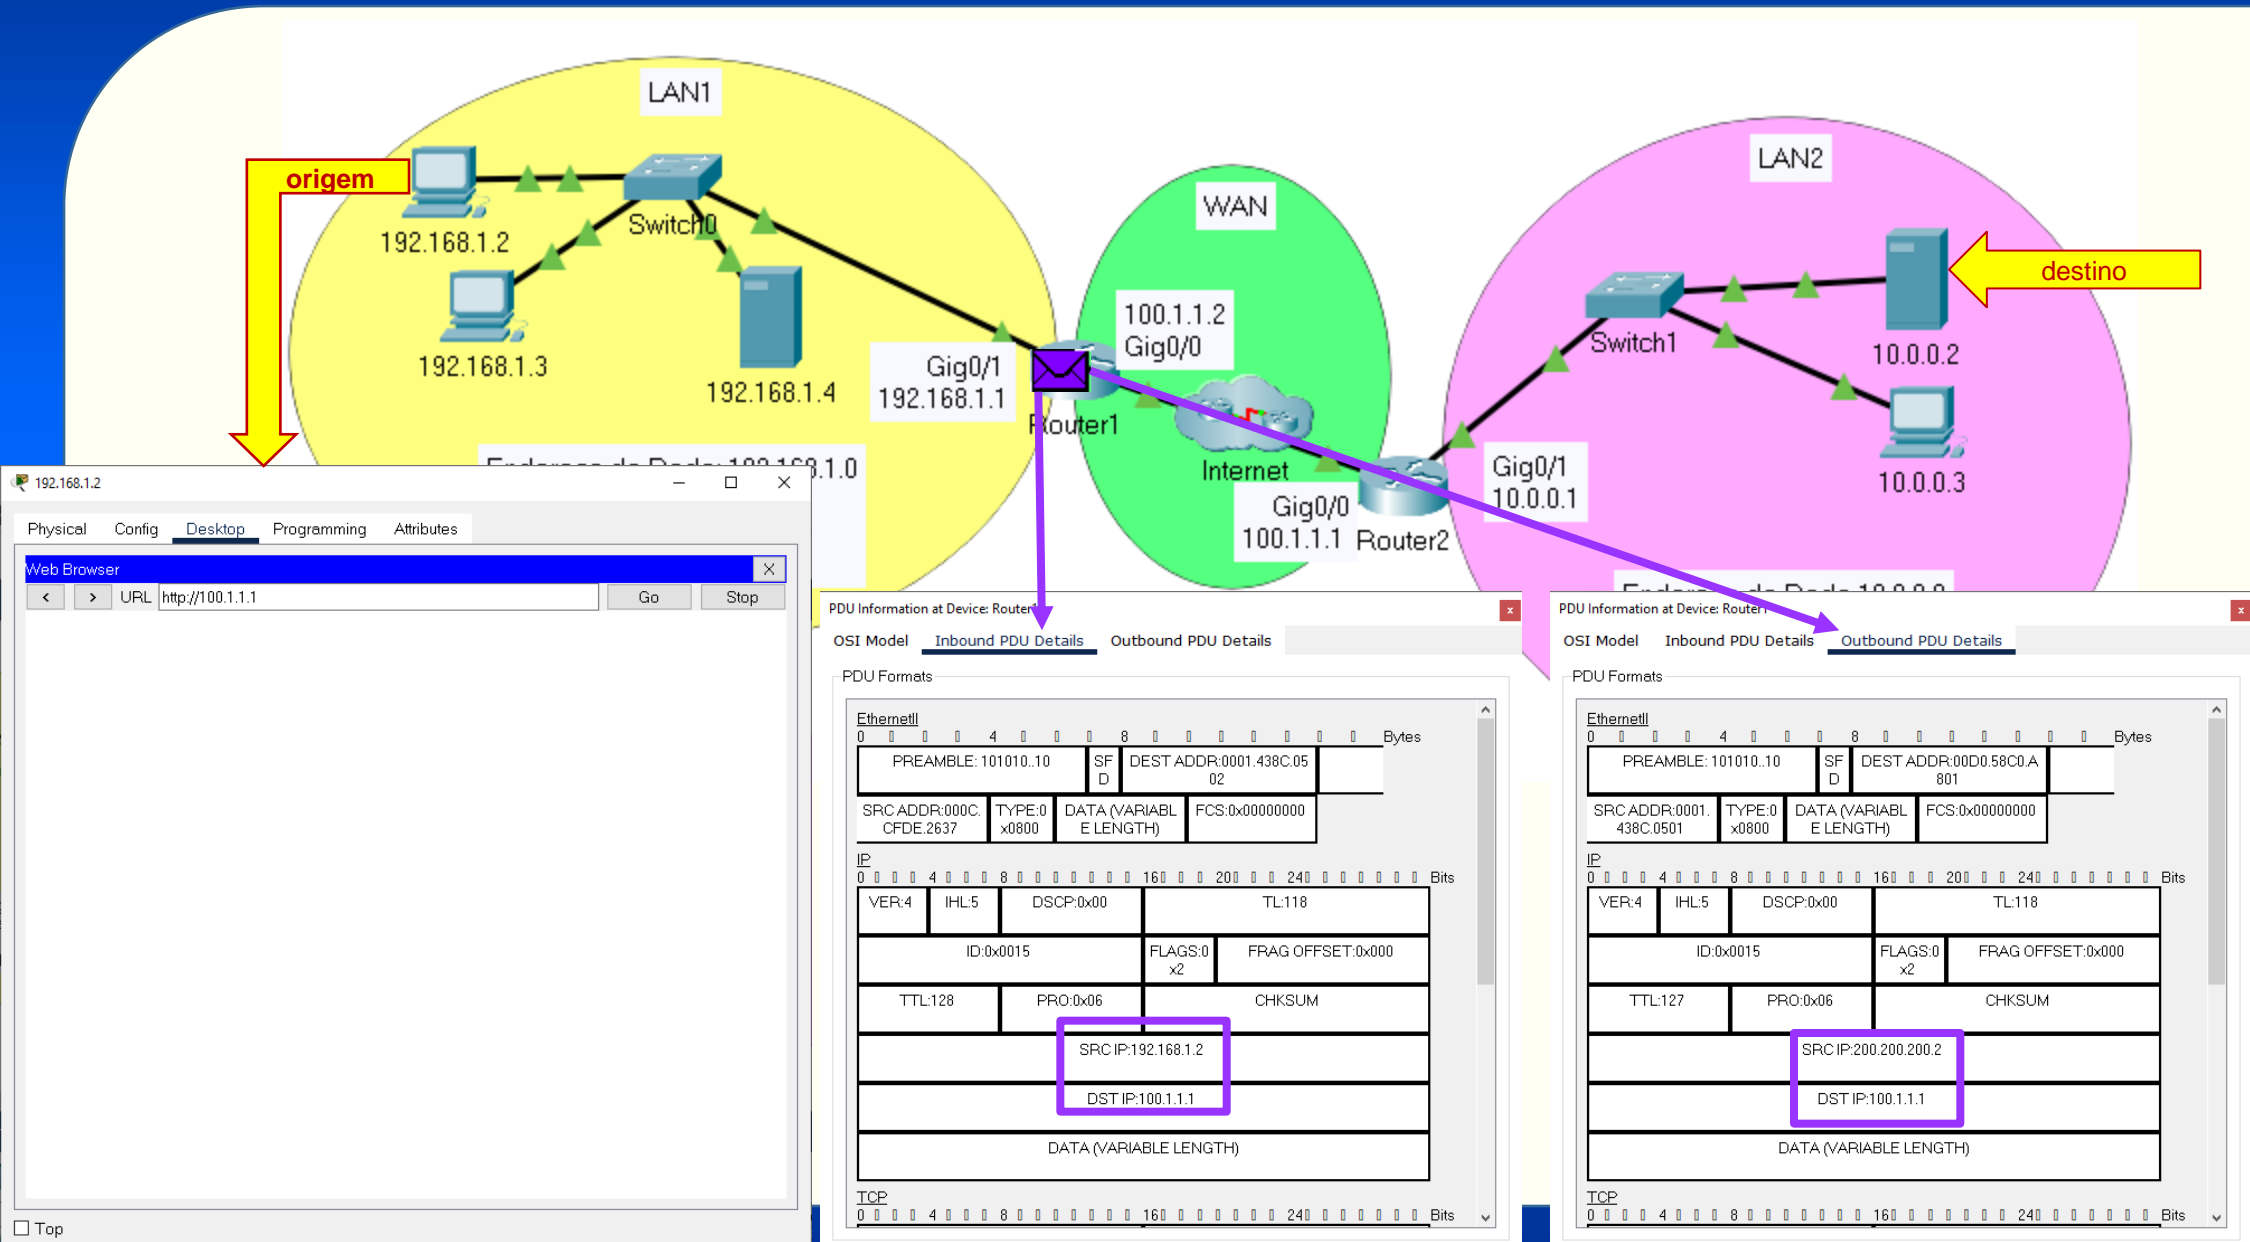 LAN1
origem
192.168.1.2
Switch0
192.168.1.3
192.168.1.4
Gig0/1
192.168.1.1
Router1
WAN
100.1.1.2
Gig0/0
Internet
Gig0/0
100.1.1.1
Router2
LAN2
destino
Switch1
10.0.0.2
10.0.0.3
Gig0/1
10.0.0.1
Endereço de Rede: 192.168.1.0
192.168.1.2
Physical Config Desktop Programming Attributes
Web Browser X
< > URL http://100.1.1.1 Go Stop
Top
PDU Information at Device: Router1
OSI Model Inbound PDU Details Outbound PDU Details
PDU Formats
EthernetII
0 4 8 Bytes
PREAMBLE: 101010..10 SFD DEST ADDR:0001.438C.0502
SRC ADDR:000C.CFDE.2637 TYPE:0x0800 DATA (VARIABLE LENGTH) FCS:0x00000000
IP
0 4 8 16 20 24 Bits
VER:4 IHL:5 DSCP:0x00 TL:118
ID:0x0015 FLAGS:0x2 FRAG OFFSET:0x000
TTL:128 PRO:0x06 CHKSUM
SRC IP:192.168.1.2
DST IP:100.1.1.1
DATA (VARIABLE LENGTH)
TCP
0 4 8 16 24 Bits
PDU Information at Device: Router1
OSI Model Inbound PDU Details Outbound PDU Details
PDU Formats
EthernetII
0 4 8 Bytes
PREAMBLE: 101010..10 SFD DEST ADDR:00D0.58C0.A801
SRC ADDR:0001.438C.0501 TYPE:0x0800 DATA (VARIABLE LENGTH) FCS:0x00000000
IP
0 4 8 16 20 24 Bits
VER:4 IHL:5 DSCP:0x00 TL:118
ID:0x0015 FLAGS:0x2 FRAG OFFSET:0x000
TTL:127 PRO:0x06 CHKSUM
SRC IP:200.200.200.2
DST IP:100.1.1.1
DATA (VARIABLE LENGTH)
TCP
0 4 8 16 24 Bits